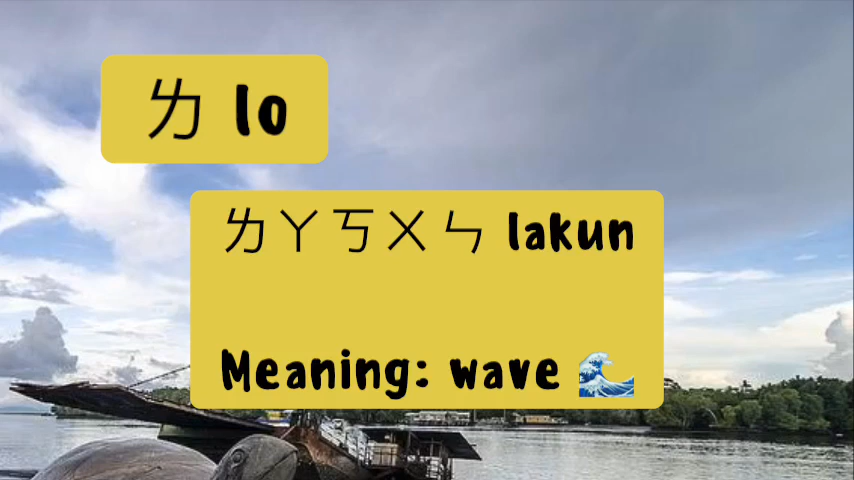 ㄌ lo
ㄌㄚㄎㄨㄣ lakun
Meaning: wave 🌊